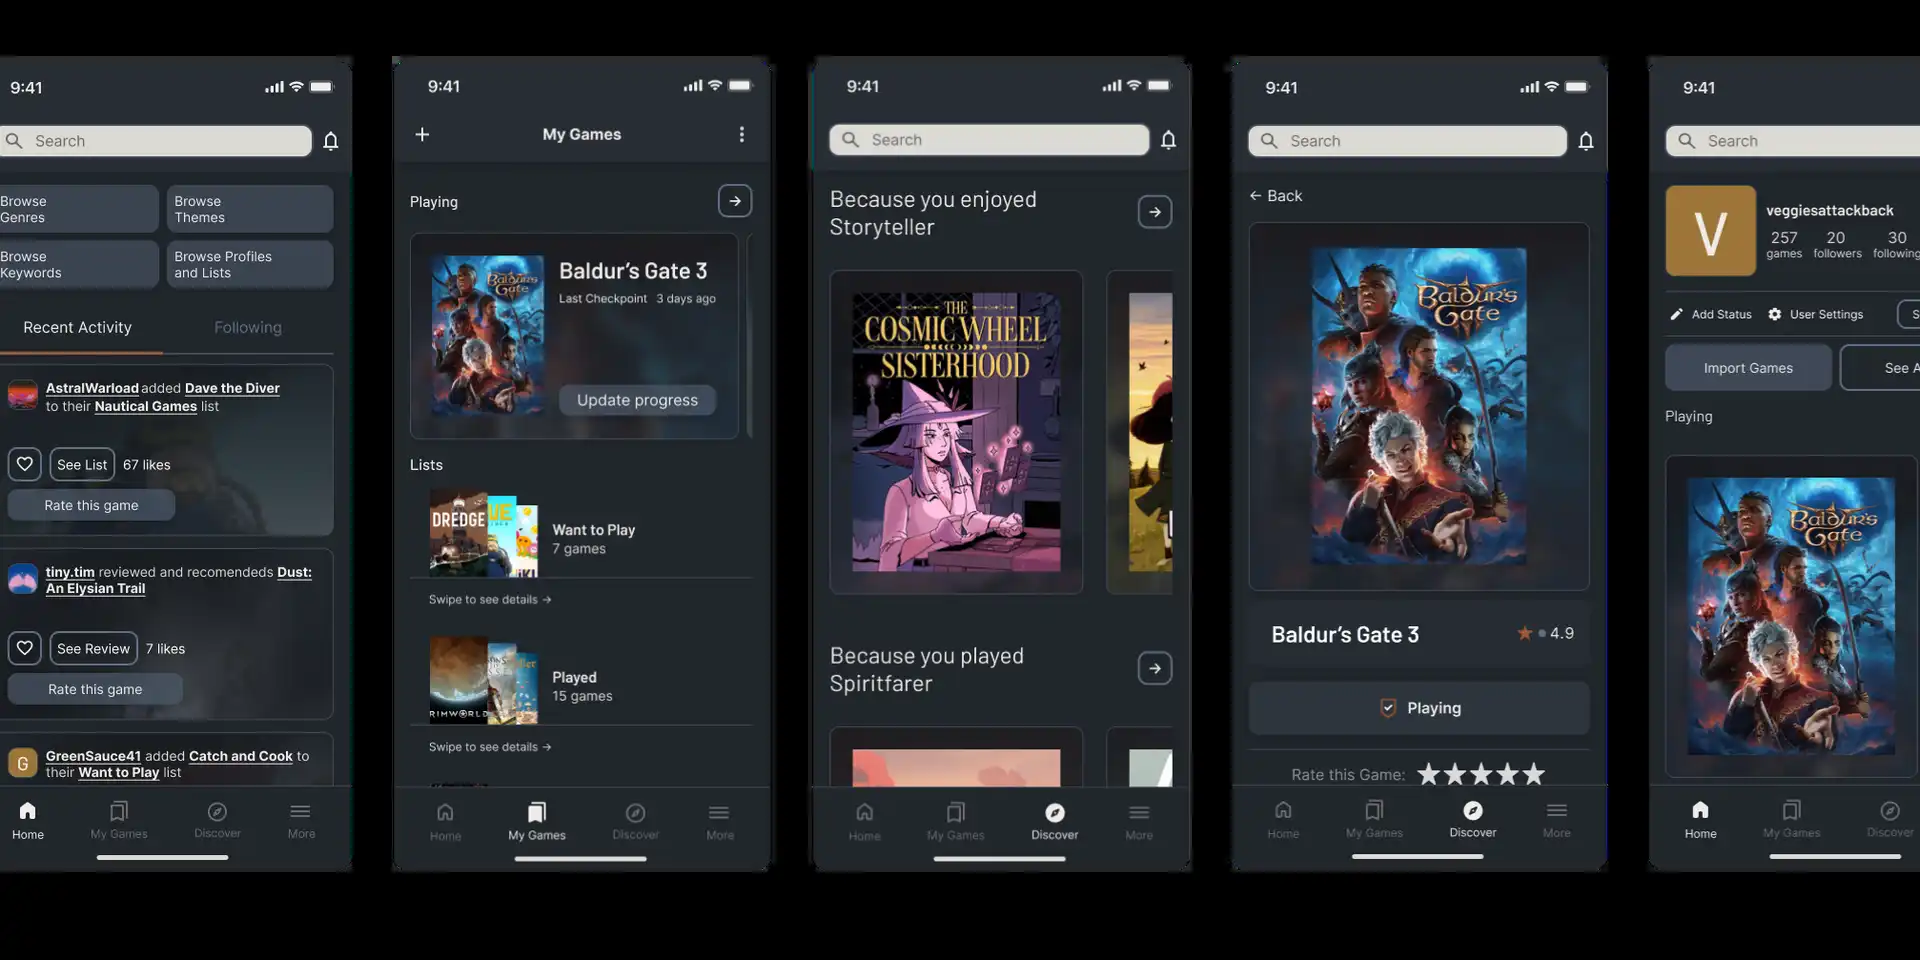 9:41
Search
Browse
Genres
Browse
Themes
Browse
Keywords
Browse Profiles
and Lists
Recent Activity
Following
AstralWarload added Dave the Diver
to their Nautical Games list
See List
67 likes
Rate this game
tiny.tim reviewed and recomendeds Dust:
An Elysian Trail
See Review
7 likes
Rate this game
G
GreenSauce41 added Catch and Cook to
their Want to Play list
Home
My Games
Discover
More
9:41
My Games
Playing
Baldur's Gate
Baldur’s Gate 3
Last Checkpoint 3 days ago
Update progress
Lists
DREDGE
Want to Play
7 games
Swipe to see details →
RIMWORLD
Played
15 games
Swipe to see details →
Home
My Games
Discover
More
9:41
Search
Because you enjoyed
Storyteller
THE
COSMIC WHEEL
SISTERHOOD
Because you played
Spiritfarer
Home
My Games
Discover
More
9:41
Search
← Back
Baldur's
Gate
Baldur’s Gate 3
4.9
Playing
Rate this Game:
Home
My Games
Discover
More
9:41
Search
V
veggiesattackback
257
games
20
followers
30
following
Add Status
User Settings
S
Import Games
See A
Playing
Baldur's
Gate
Home
My Games
Discover